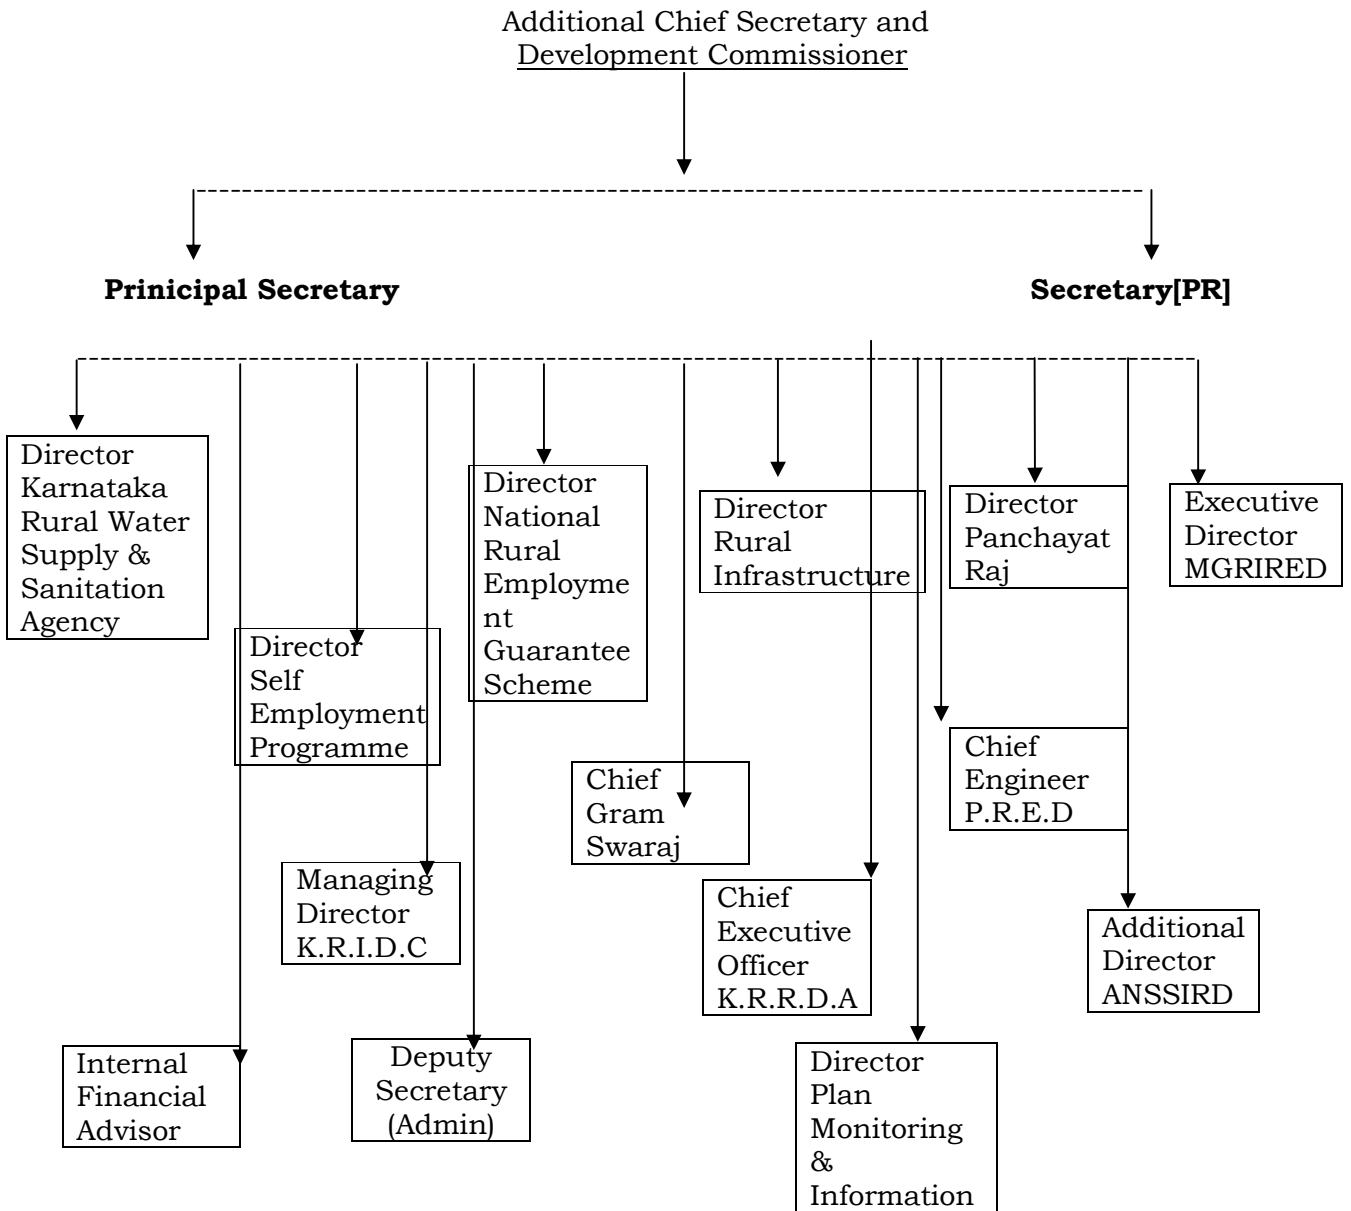 Additional Chief Secretary and
Development Commissioner
Prinicipal Secretary
Secretary[PR]
Director
Karnataka
Rural Water
Supply &
Sanitation
Agency
Director
Self
Employment
Programme
Director
National
Rural
Employme
nt
Guarantee
Scheme
Director
Rural
Infrastructure
Director
Panchayat
Raj
Executive
Director
MGRIRED
Chief
Gram
Swaraj
Chief
Engineer
P.R.E.D
Managing
Director
K.R.I.D.C
Chief
Executive
Officer
K.R.R.D.A
Additional
Director
ANSSIRD
Internal
Financial
Advisor
Deputy
Secretary
(Admin)
Director
Plan
Monitoring
&
Information